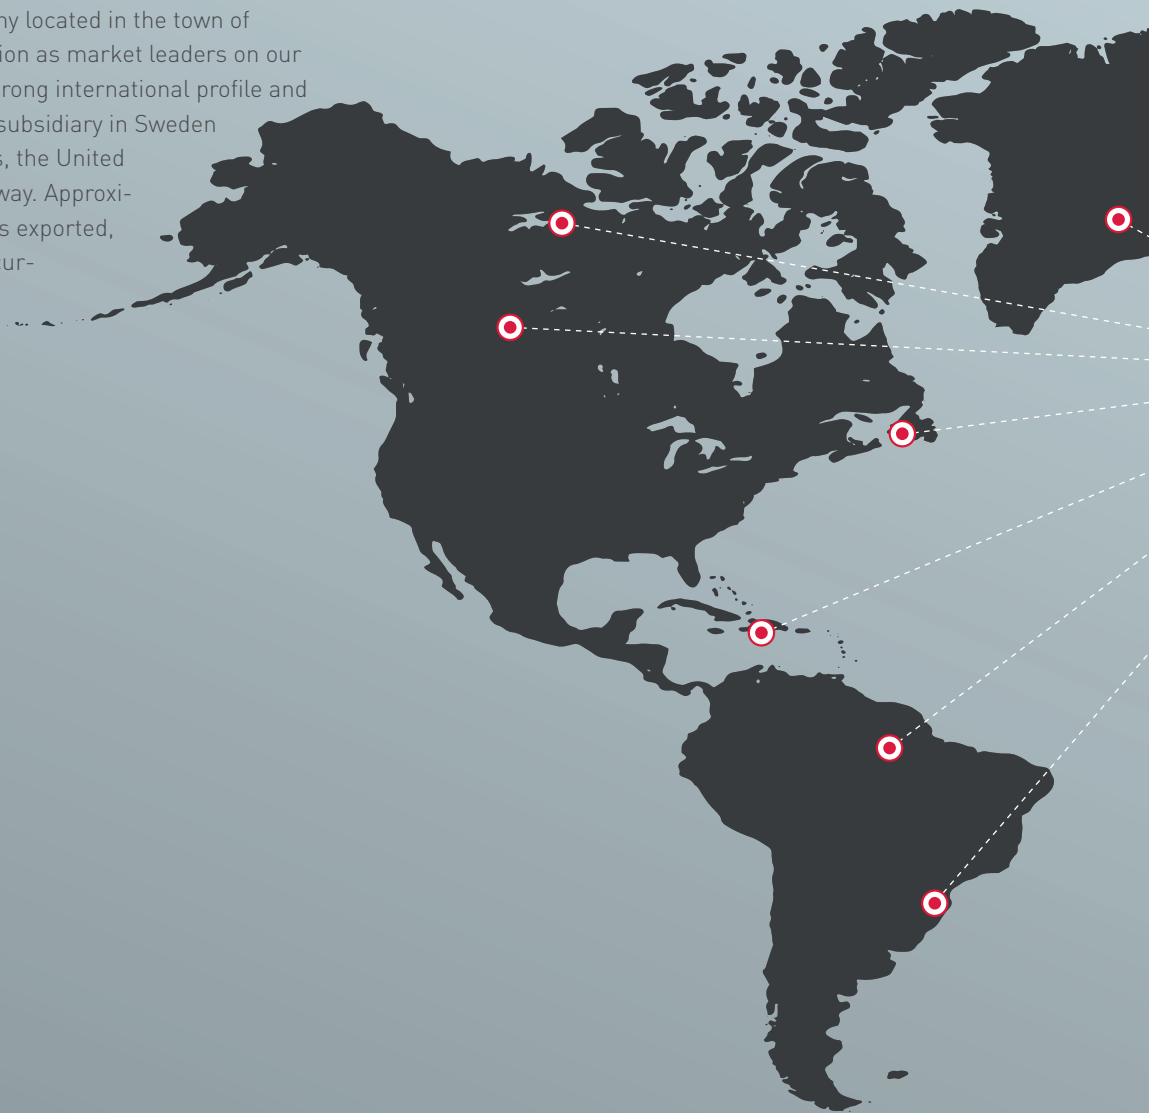 ny located in the town of
ion as market leaders on our
rong international profile and
subsidiary in Sweden
s, the United
way. Approxi-
s exported,
cur-